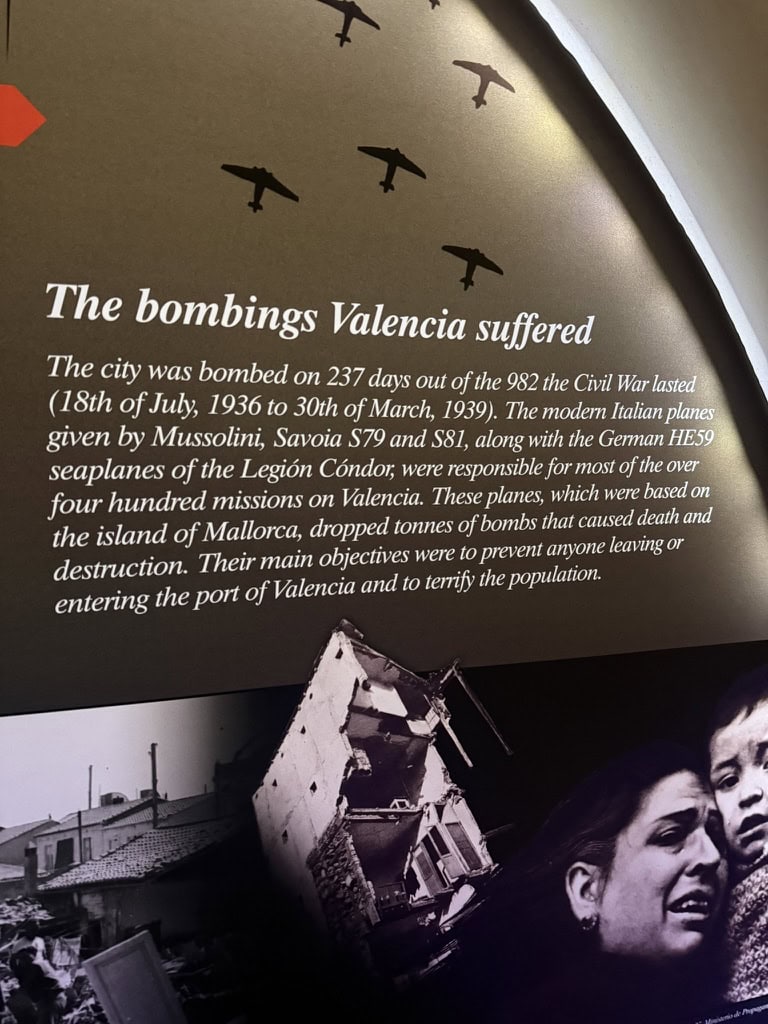 The bombings Valencia suffered
The city was bombed on 237 days out of the 982 the Civil War lasted
(18th of July, 1936 to 30th of March, 1939). The modern Italian planes
given by Mussolini, Savoia S79 and S81, along with the German HE59
seaplanes of the Legión Cóndor, were responsible for most of the over
four hundred missions on Valencia. These planes, which were based on
the island of Mallorca, dropped tonnes of bombs that caused death and
destruction. Their main objectives were to prevent anyone leaving or
entering the port of Valencia and to terrify the population.
Ministerio de